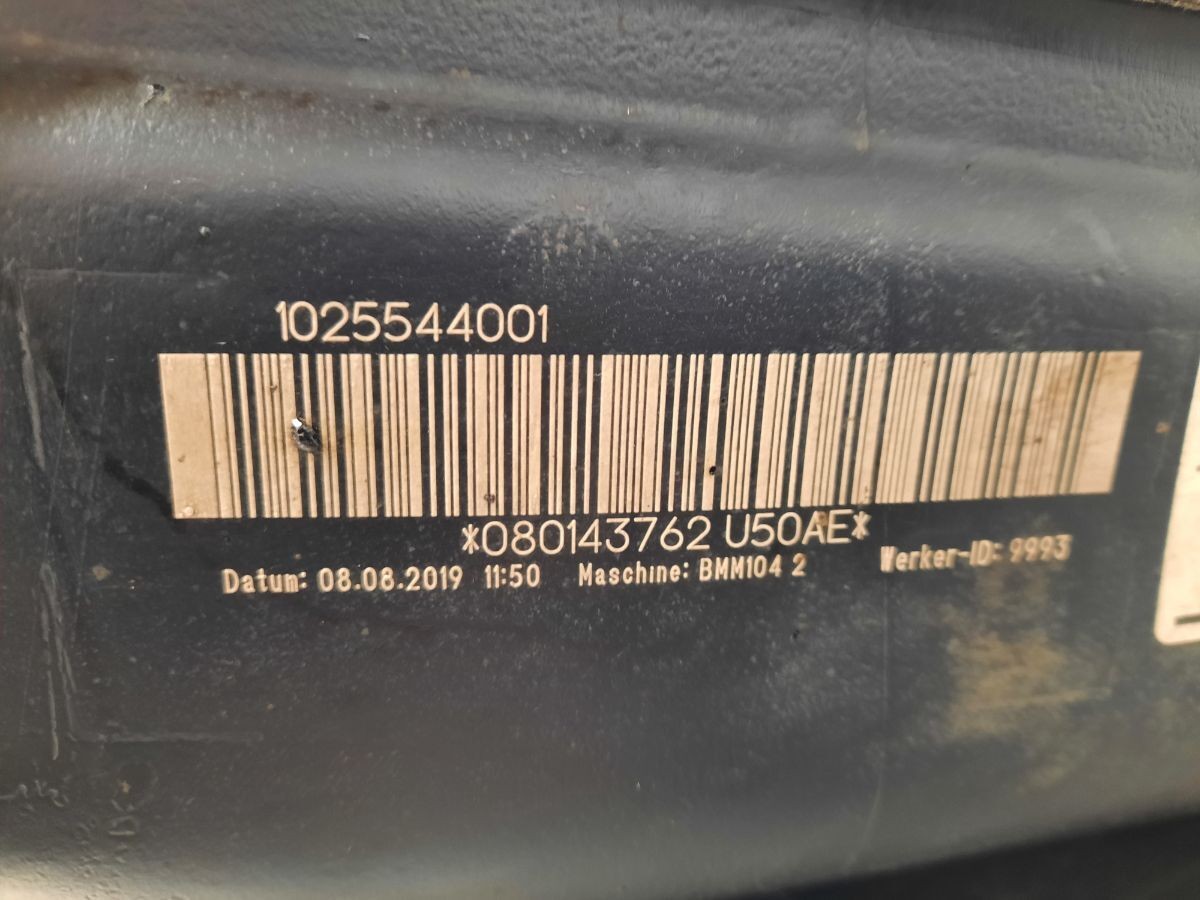 1025544001
*080143762 U50AE*
Datum: 08.08.2019 11:50 Maschine: BMM104 2 Werker-ID: 9993